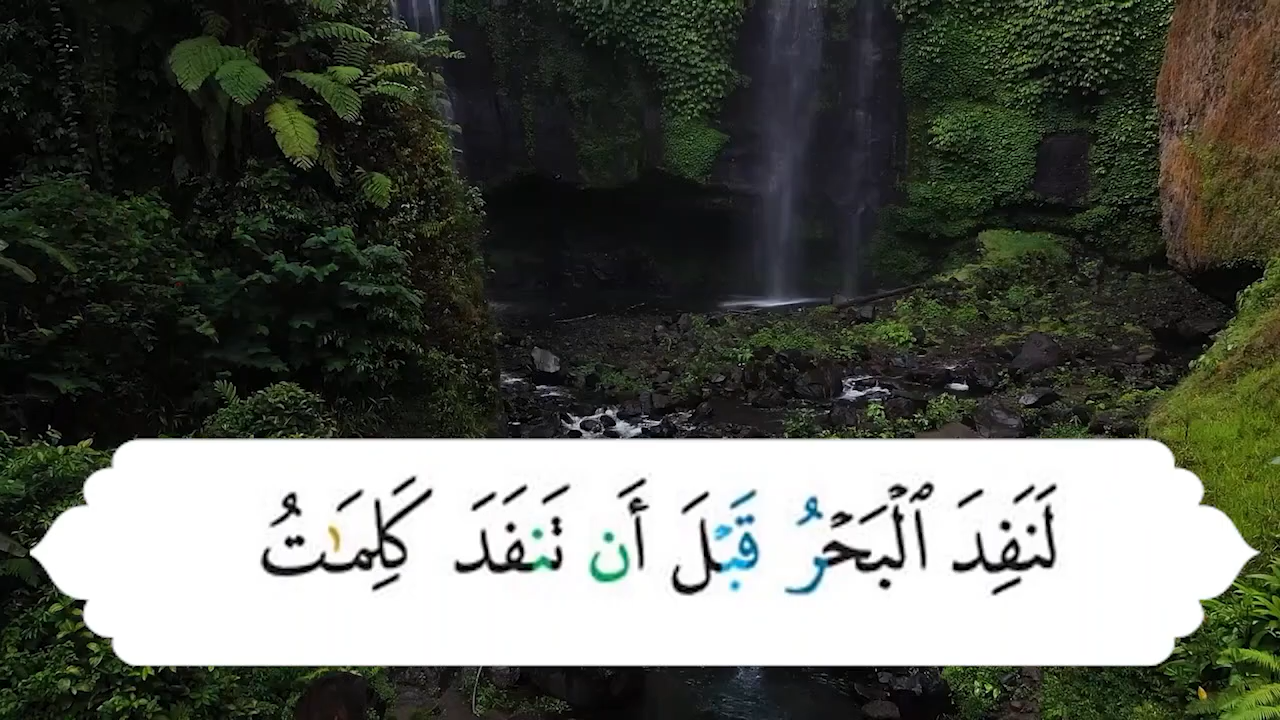 لَنَفِدَ ٱلْبَحْرُ قَبْلَ أَن تَنفَدَ كَلِمَـٰتُ